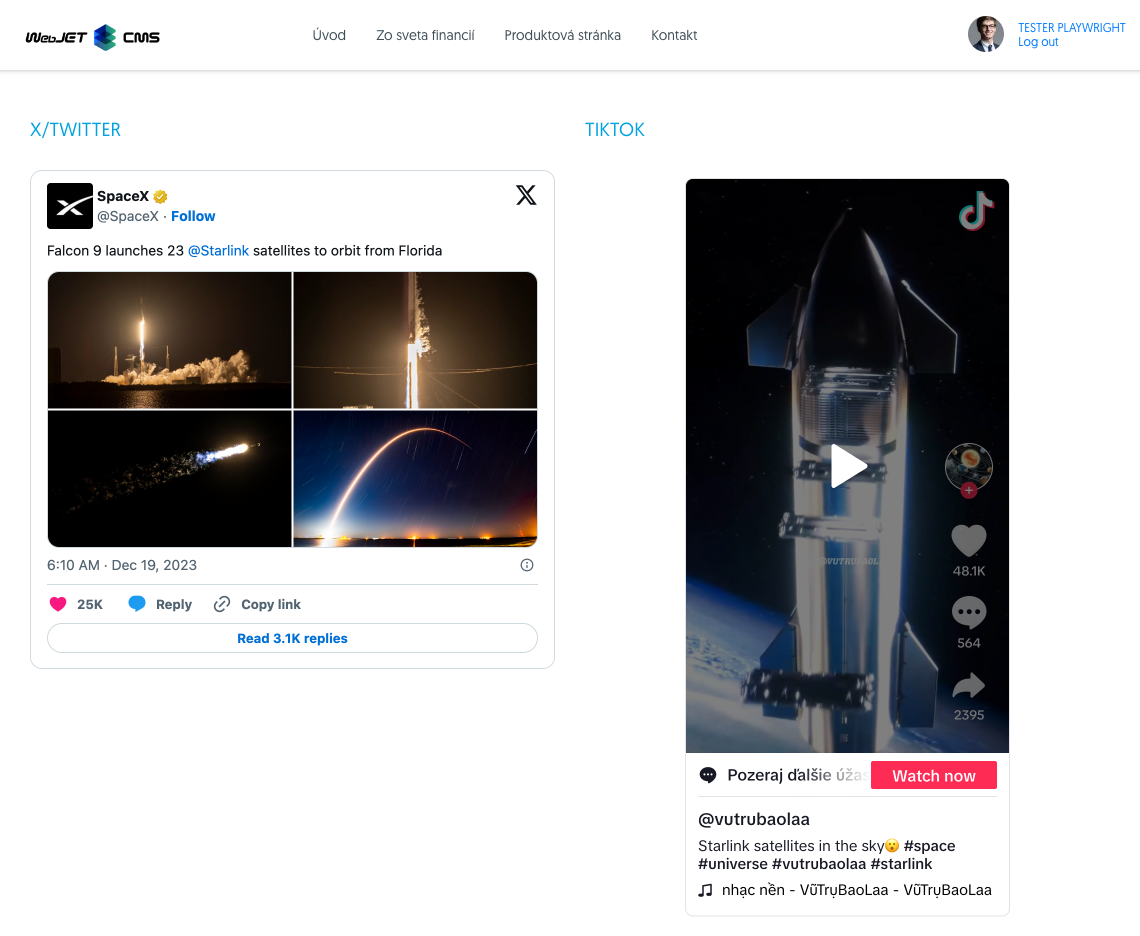 WebJET CMS
Úvod Zo sveta financií Produktová stránka Kontakt
TESTER PLAYWRIGHT
Log out
X/TWITTER
SpaceX
@SpaceX · Follow
Falcon 9 launches 23 @Starlink satellites to orbit from Florida
6:10 AM · Dec 19, 2023
25K Reply Copy link
Read 3.1K replies
TIKTOK
@VUTRUBAOL
48.1K
564
2395
Pozeraj ďalšie úžas
Watch now
@vutrubaolaa
Starlink satellites in the sky😮 #space
#universe #vutrubaolaa #starlink
nhạc nền - VũTrụBaoLaa - VũTrụBaoLaa